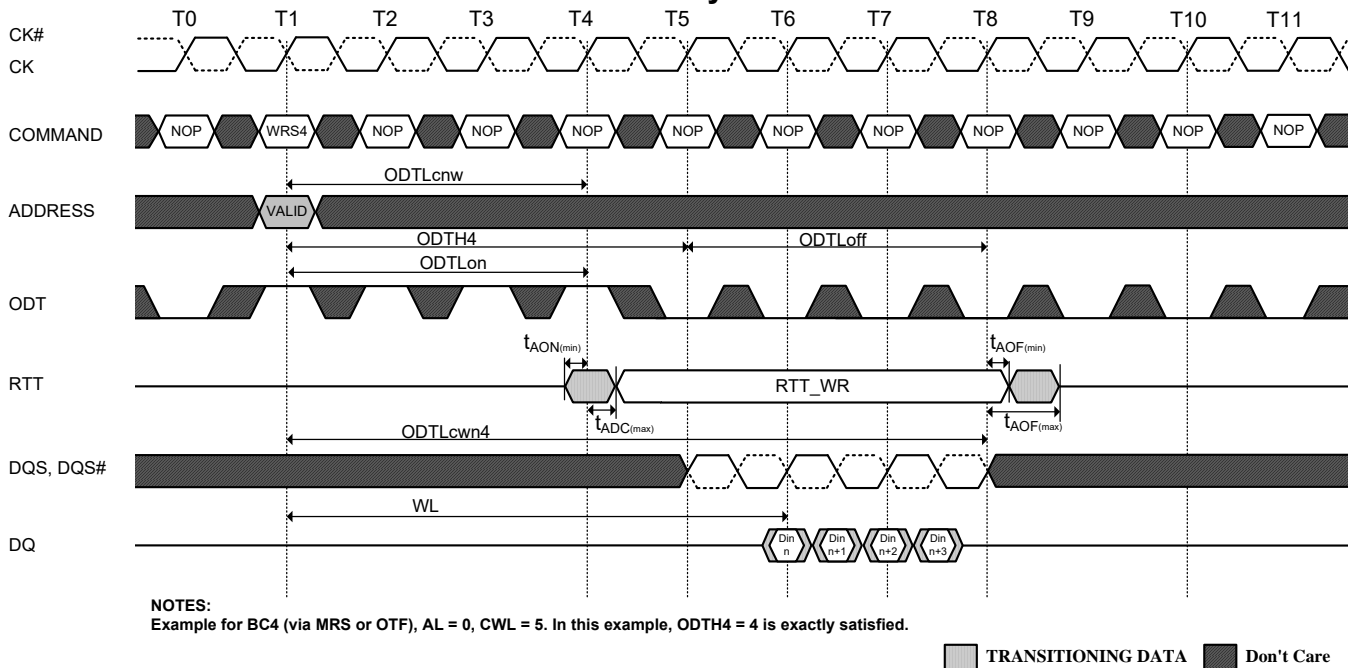 T0 T1 T2 T3 T4 T5 T6 T7 T8 T9 T10 T11
CK#
CK
COMMAND NOP WRS4 NOP NOP NOP NOP NOP NOP NOP NOP NOP NOP
ODTLcnw
ADDRESS VALID
ODTH4 ODTLoff
ODTLon
ODT
tAON(min) tAOF(min)
RTT RTT_WR
tADC(max) tAOF(max)
ODTLcwn4
DQS, DQS#
WL
DQ Din n Din n+1 Din n+2 Din n+3
NOTES:
Example for BC4 (via MRS or OTF), AL = 0, CWL = 5. In this example, ODTH4 = 4 is exactly satisfied.
TRANSITIONING DATA Don't Care